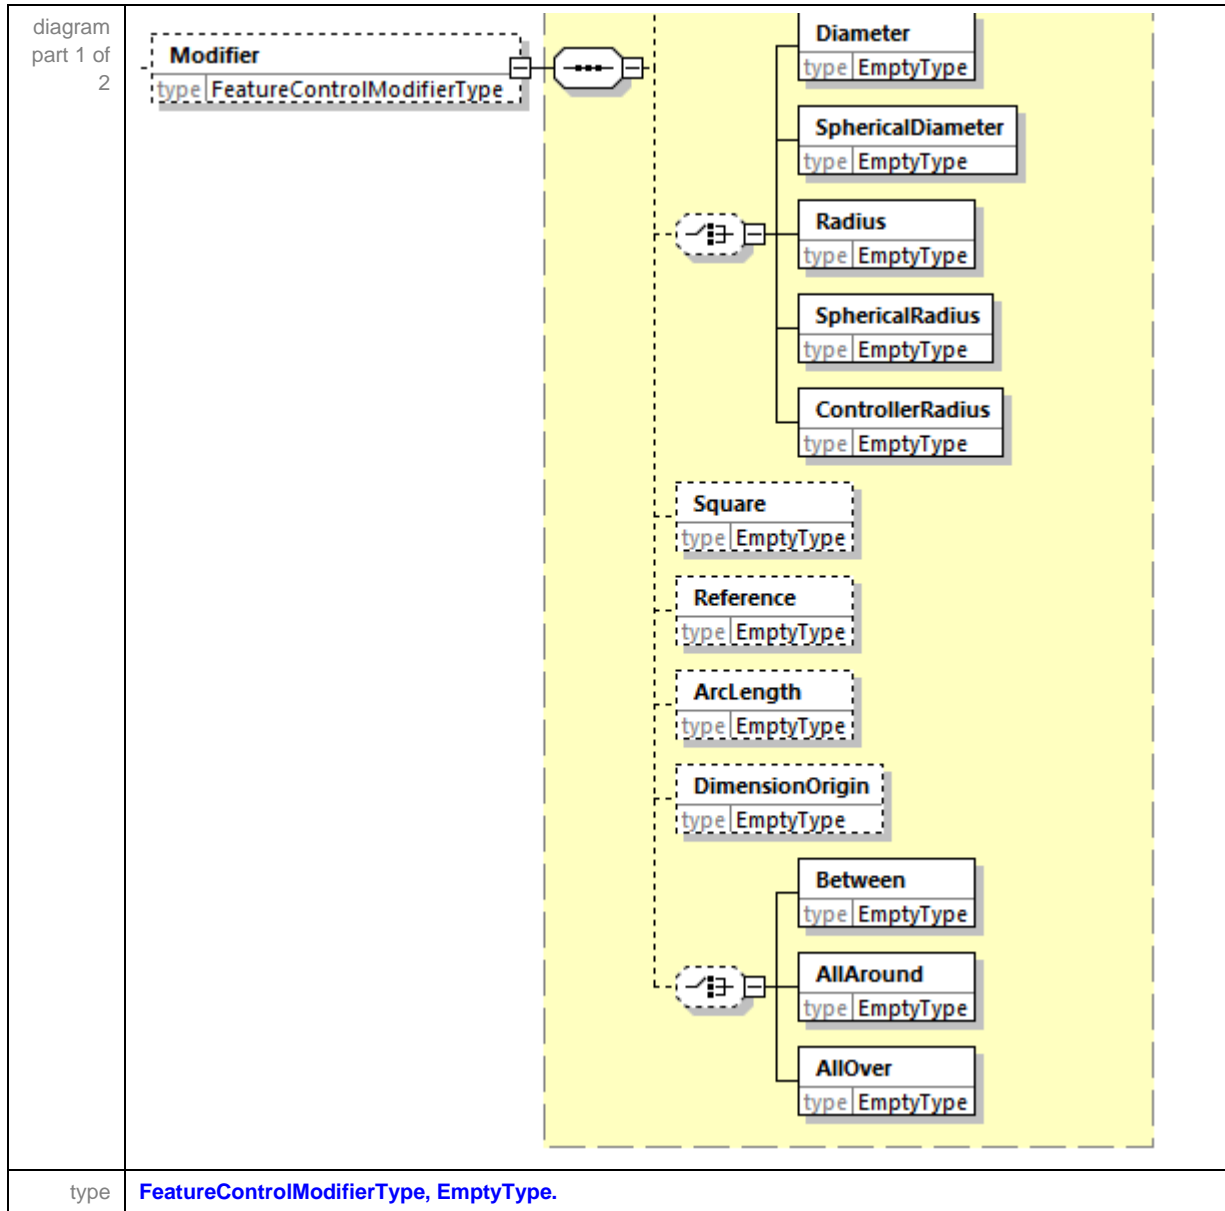 diagram
part 1 of
2
Modifier
type FeatureControlModifierType
Diameter
type EmptyType
SphericalDiameter
type EmptyType
Radius
type EmptyType
SphericalRadius
type EmptyType
ControllerRadius
type EmptyType
Square
type EmptyType
Reference
type EmptyType
ArcLength
type EmptyType
DimensionOrigin
type EmptyType
Between
type EmptyType
AllAround
type EmptyType
AllOver
type EmptyType
type FeatureControlModifierType, EmptyType.